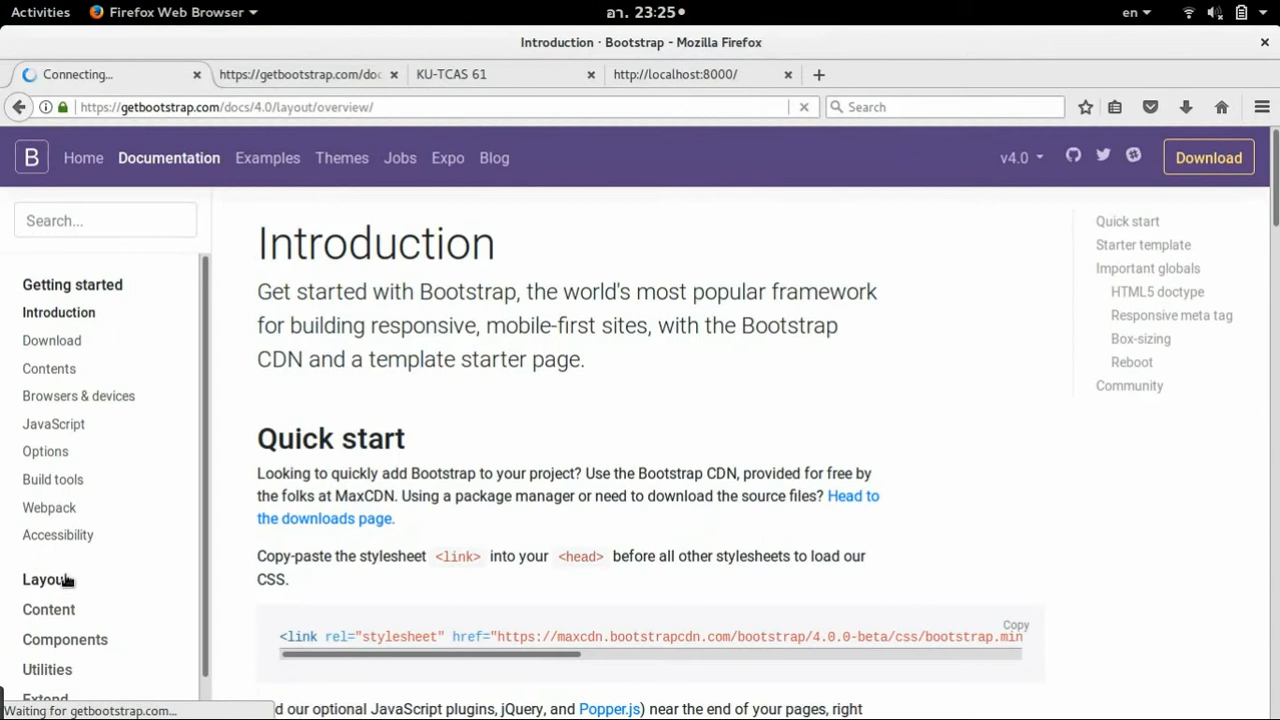 Activities Firefox Web Browser อา. 23:25 en
Introduction · Bootstrap - Mozilla Firefox
Connecting... https://getbootstrap.com/doc KU-TCAS 61 http://localhost:8000/
https://getbootstrap.com/docs/4.0/layout/overview/ Search
B Home Documentation Examples Themes Jobs Expo Blog v4.0 Download
Search...
Getting started
Introduction
Download
Contents
Browsers & devices
JavaScript
Options
Build tools
Webpack
Accessibility
Layout
Content
Components
Utilities
Extend
Introduction
Get started with Bootstrap, the world's most popular framework
for building responsive, mobile-first sites, with the Bootstrap
CDN and a template starter page.
Quick start
Looking to quickly add Bootstrap to your project? Use the Bootstrap CDN, provided for free by
the folks at MaxCDN. Using a package manager or need to download the source files? Head to
the downloads page.
Copy-paste the stylesheet <link> into your <head> before all other stylesheets to load our
CSS.
Copy
<link rel="stylesheet" href="https://maxcdn.bootstrapcdn.com/bootstrap/4.0.0-beta/css/bootstrap.min
d our optional JavaScript plugins, jQuery, and Popper.js) near the end of your pages, right
Quick start
Starter template
Important globals
HTML5 doctype
Responsive meta tag
Box-sizing
Reboot
Community
Waiting for getbootstrap.com...